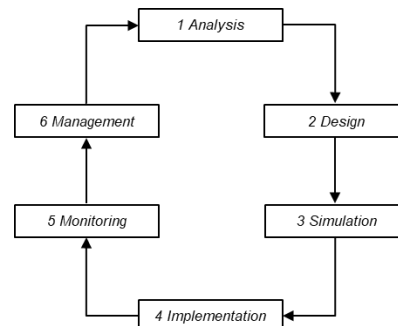 1 Analysis
2 Design
3 Simulation
4 Implementation
5 Monitoring
6 Management